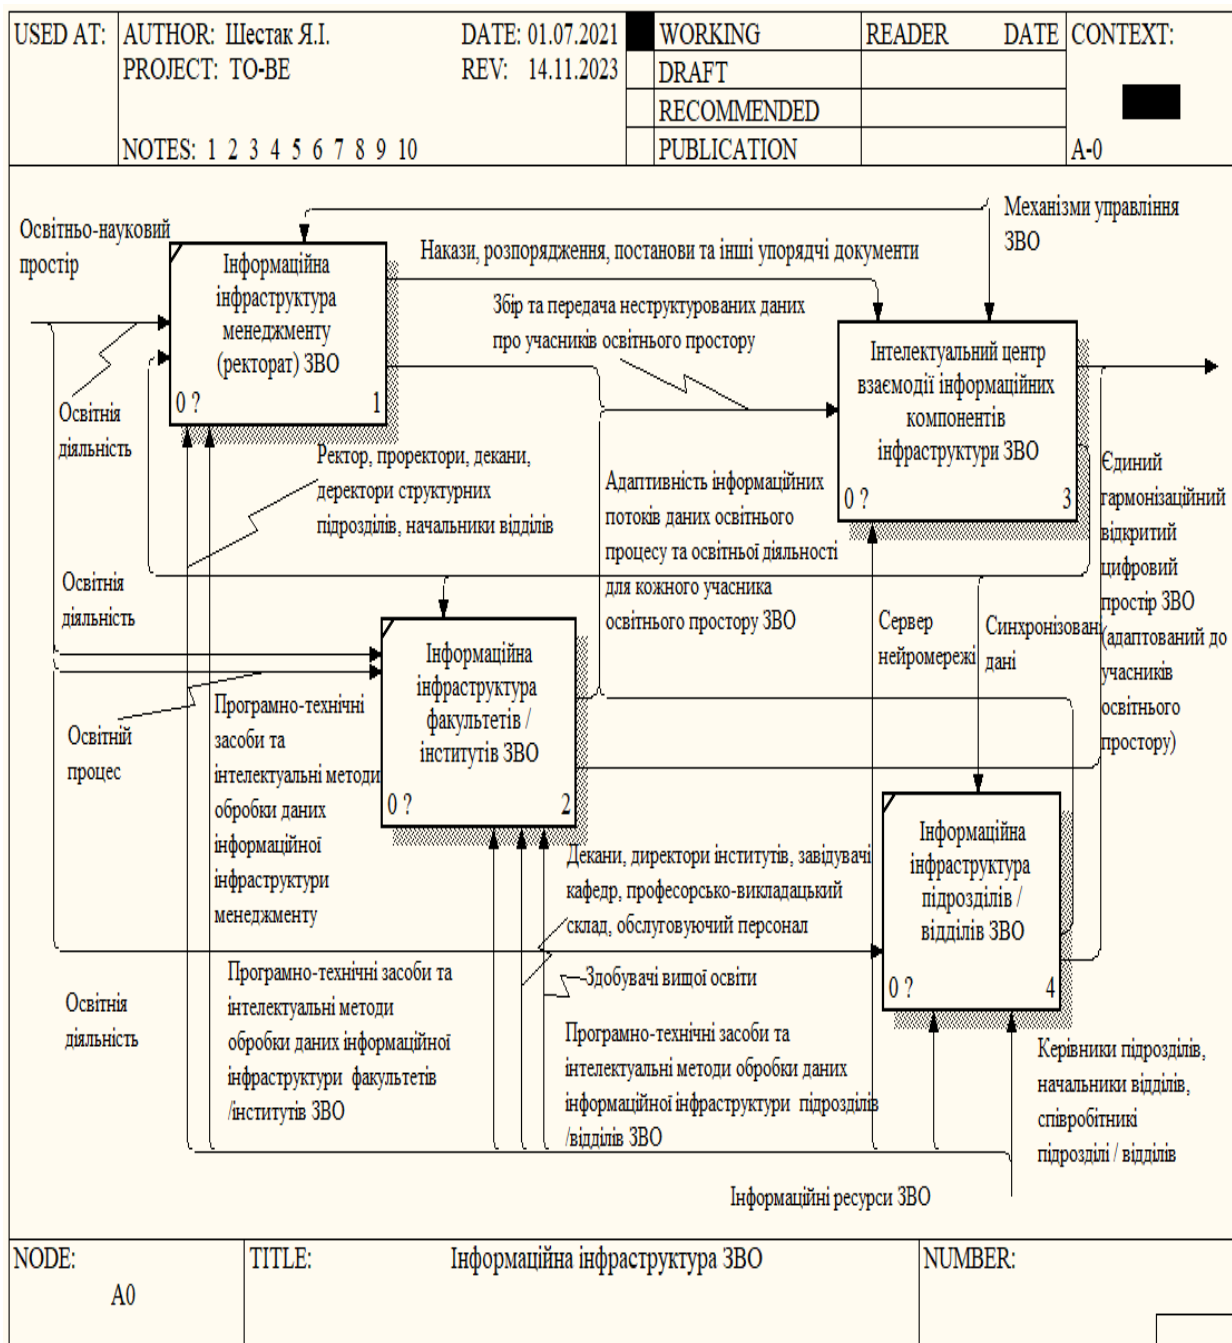 USED AT:
AUTHOR: Шестак Я.І.
DATE: 01.07.2021
PROJECT: TO-BE
REV: 14.11.2023
NOTES: 1 2 3 4 5 6 7 8 9 10
WORKING
DRAFT
RECOMMENDED
PUBLICATION
READER
DATE
CONTEXT:
A-0
Освітньо-науковий
простір
Механізми управління
ЗВО
Інформаційна
інфраструктура
менеджменту
(ректорат) ЗВО
0 ?
1
Накази, розпорядження, постанови та інші упорядчі документи
Збір та передача неструктурованих даних
про учасників освітнього простору
Інтелектуальний центр
взаємодії інформаційних
компонентів
інфраструктури ЗВО
0 ?
3
Освітня
діяльність
Ректор, проректори, декани,
деректори структурних
підрозділів, начальники відділів
Адаптивність інформаційних
потоків даних освітнього
процесу та освітньої діяльності
для кожного учасника
освітнього простору ЗВО
Єдиний
гармонізаційний
відкритий
цифровий
простір ЗВО
(адаптований до
учасників
освітнього
простору)
Освітня
діяльність
Сервер
нейромережі
Синхронізовані
дані
Інформаційна
інфраструктура
факультетів /
інститутів ЗВО
0 ?
2
Освітній
процес
Програмно-технічні
засоби та
інтелектуальні методи
обробки даних
інформаційної
інфраструктури
менеджменту
Інформаційна
інфраструктура
підрозділів /
відділів ЗВО
0 ?
4
Декани, директори інститутів, завідувачі
кафедр, професорсько-викладацький
склад, обслуговуючий персонал
Здобувачі вищої освіти
Освітня
діяльність
Програмно-технічні засоби та
інтелектуальні методи
обробки даних інформаційної
інфраструктури факультетів
/інститутів ЗВО
Програмно-технічні засоби та
інтелектуальні методи обробки даних
інформаційної інфраструктури підрозділів
/відділів ЗВО
Керівники підрозділів,
начальники відділів,
співробітникі
підрозділі / відділів
Інформаційні ресурси ЗВО
NODE:
A0
TITLE:
Інформаційна інфраструктура ЗВО
NUMBER: